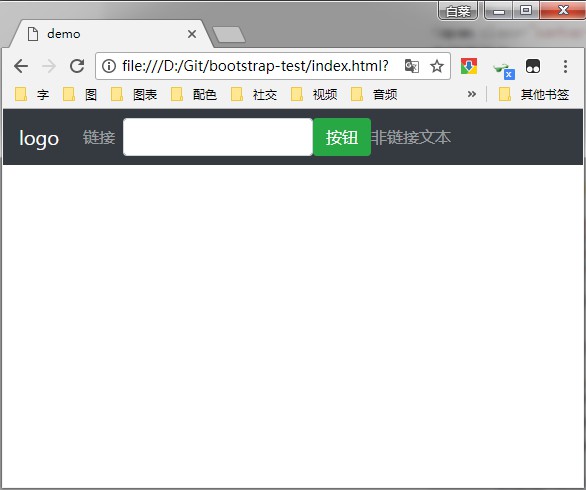 白菜
demo
file:///D:/Git/bootstrap-test/index.html?
字 图 图表 配色 社交 视频 音频 » 其他书签
logo 链接 按钮 非链接文本